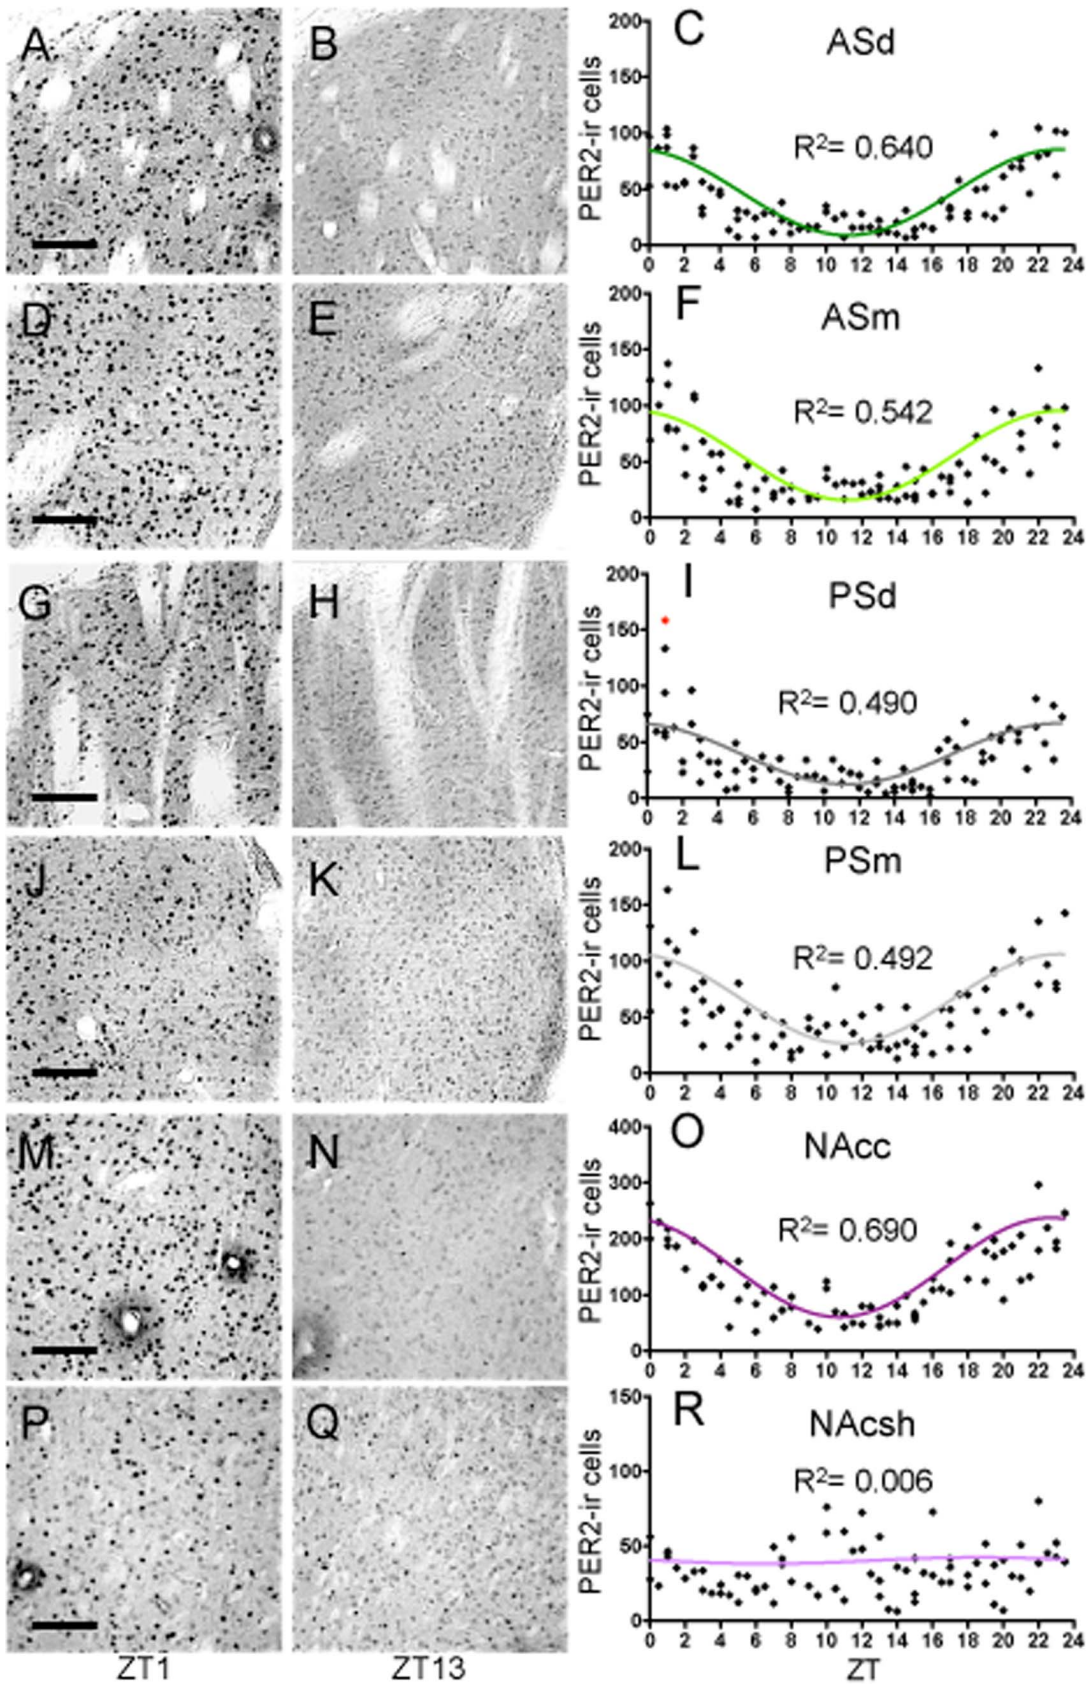 A
B
C
ASd
PER2-ir cells
200
150
100
50
0
R2= 0.640
0 2 4 6 8 10 12 14 16 18 20 22 24
D
E
F
ASm
PER2-ir cells
200
150
100
50
0
R2= 0.542
0 2 4 6 8 10 12 14 16 18 20 22 24
G
H
I
PSd
PER2-ir cells
200
150
100
50
0
R2= 0.490
0 2 4 6 8 10 12 14 16 18 20 22 24
J
K
L
PSm
PER2-ir cells
200
150
100
50
0
R2= 0.492
0 2 4 6 8 10 12 14 16 18 20 22 24
M
N
O
NAcc
PER2-ir cells
400
300
200
100
0
R2= 0.690
0 2 4 6 8 10 12 14 16 18 20 22 24
P
Q
R
NAcsh
PER2-ir cells
150
100
50
0
R2= 0.006
0 2 4 6 8 10 12 14 16 18 20 22 24
ZT1
ZT13
ZT